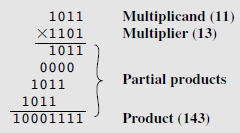 1011 Multiplicand (11)
×1101 Multiplier (13)
1011
0000
1011 Partial products
1011
10001111 Product (143)